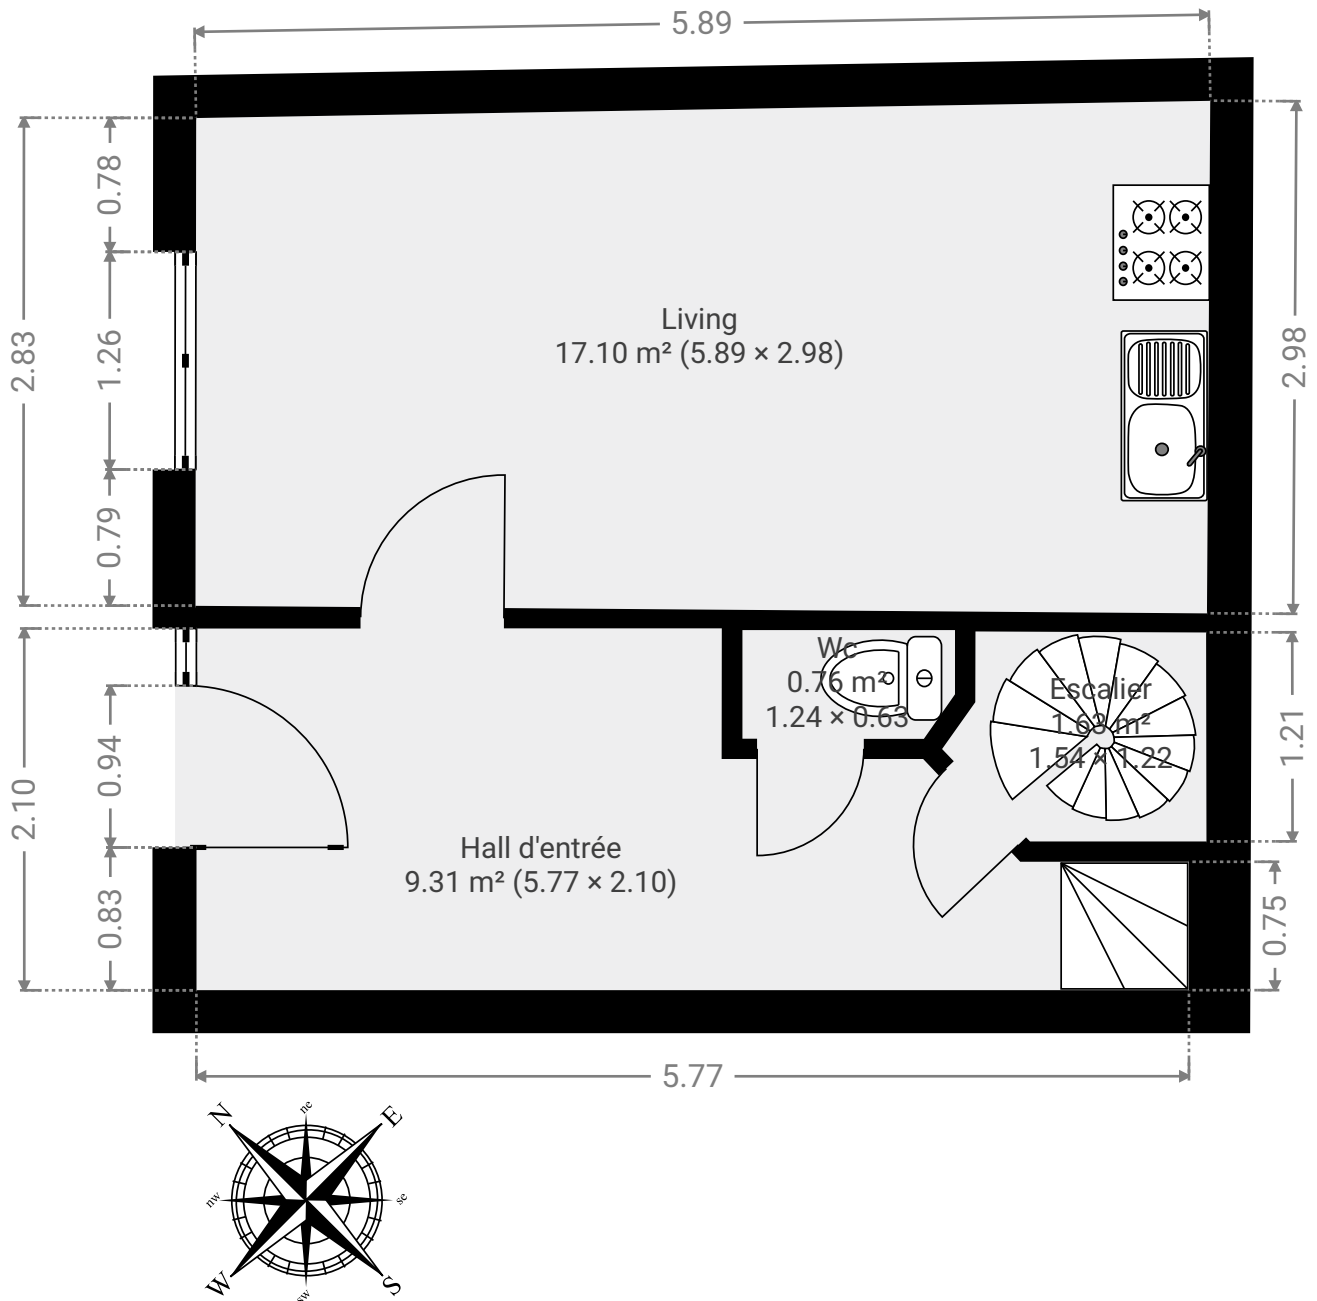 5.89
0.78
2.83
1.26
2.98
Living
17.10 m² (5.89 × 2.98)
0.79
Wc
0.76 m²
1.24 × 0.63
Escalier
1.63 m²
1.54 × 1.22
1.21
2.10
0.94
Hall d'entrée
9.31 m² (5.77 × 2.10)
0.83
0.75
5.77
N
ne
E
nw
se
W
sw
S